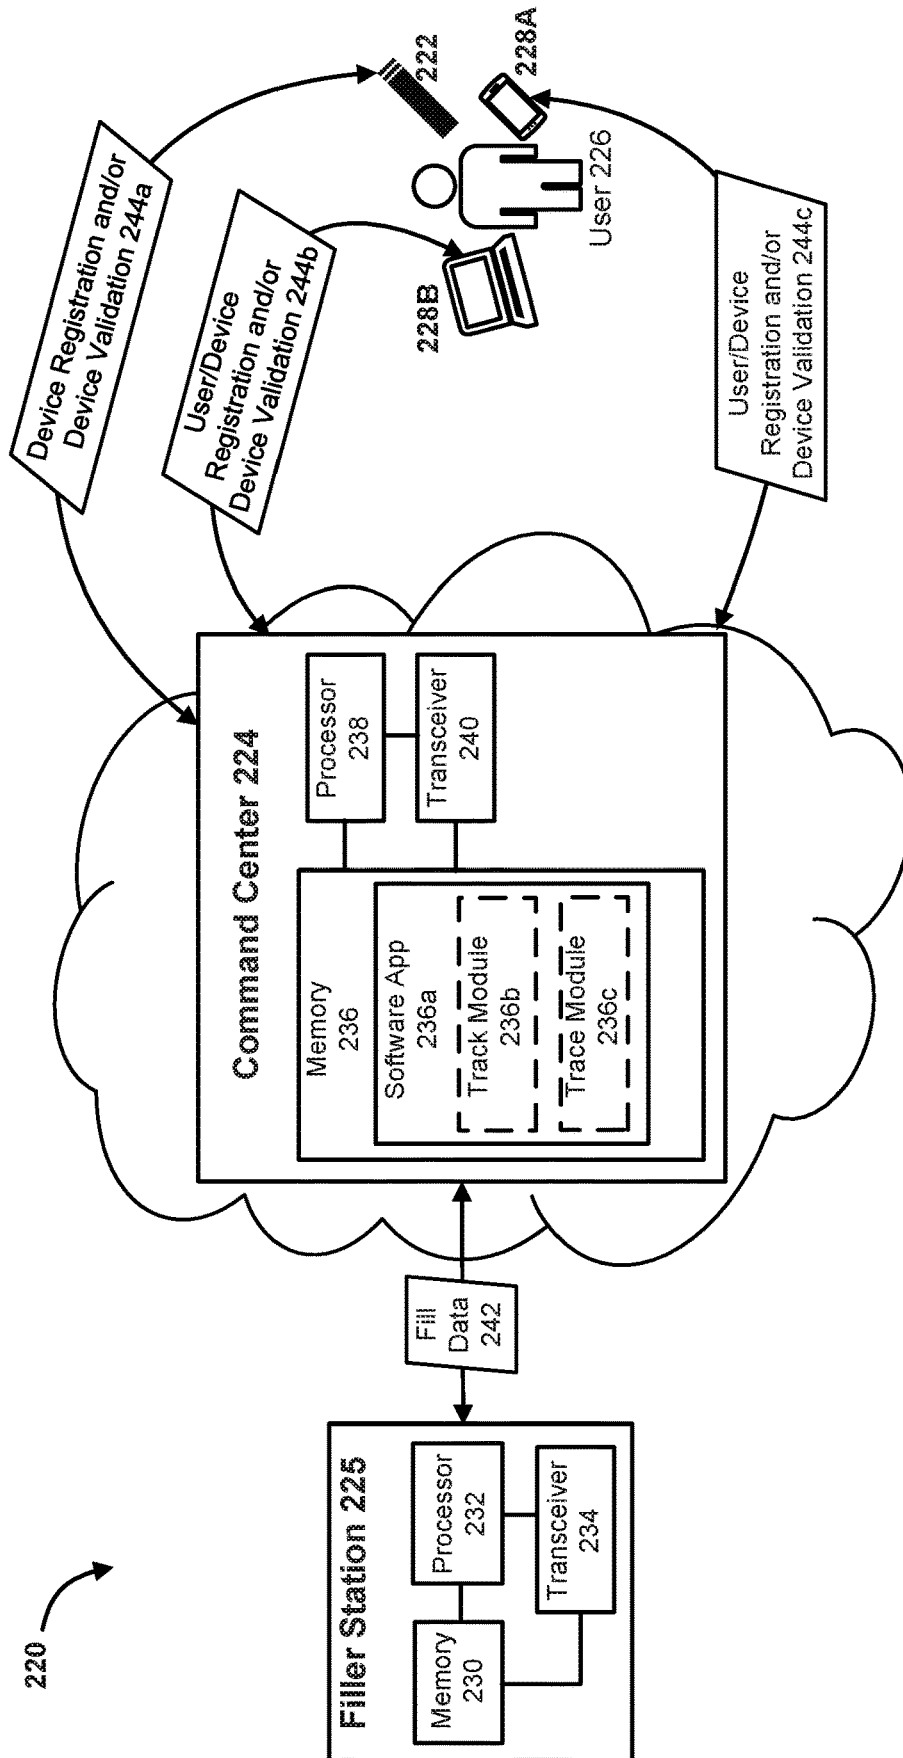 220
Filler Station 225
Memory
230
Processor
232
Transceiver
234
Fill
Data
242
Command Center 224
Memory
236
Software App
236a
Track Module
236b
Trace Module
236c
Processor
238
Transceiver
240
Device Registration and/or
Device Validation 244a
User/Device
Registration and/or
Device Validation 244b
User/Device
Registration and/or
Device Validation 244c
222
228A
228B
User 226